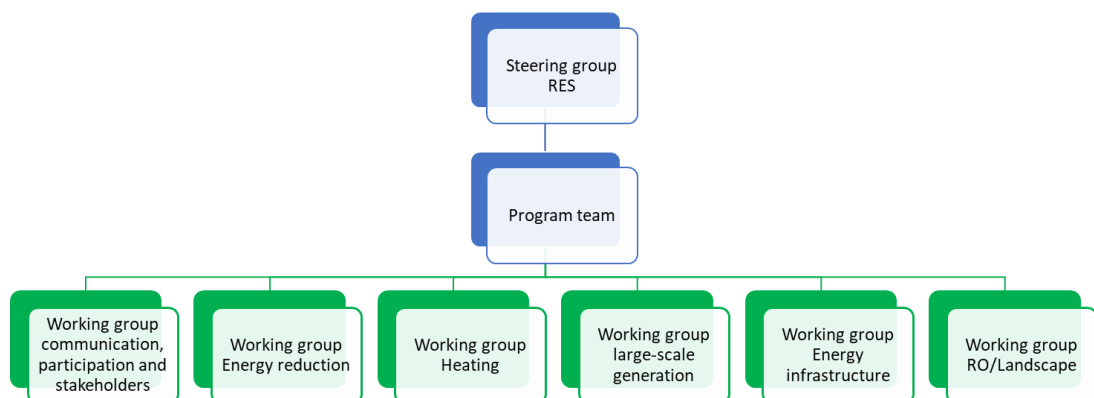 Steering group
RES
Program team
Working group
communication,
participation and
stakeholders
Working group
Energy reduction
Working group
Heating
Working group
large-scale
generation
Working group
Energy
infrastructure
Working group
RO/Landscape